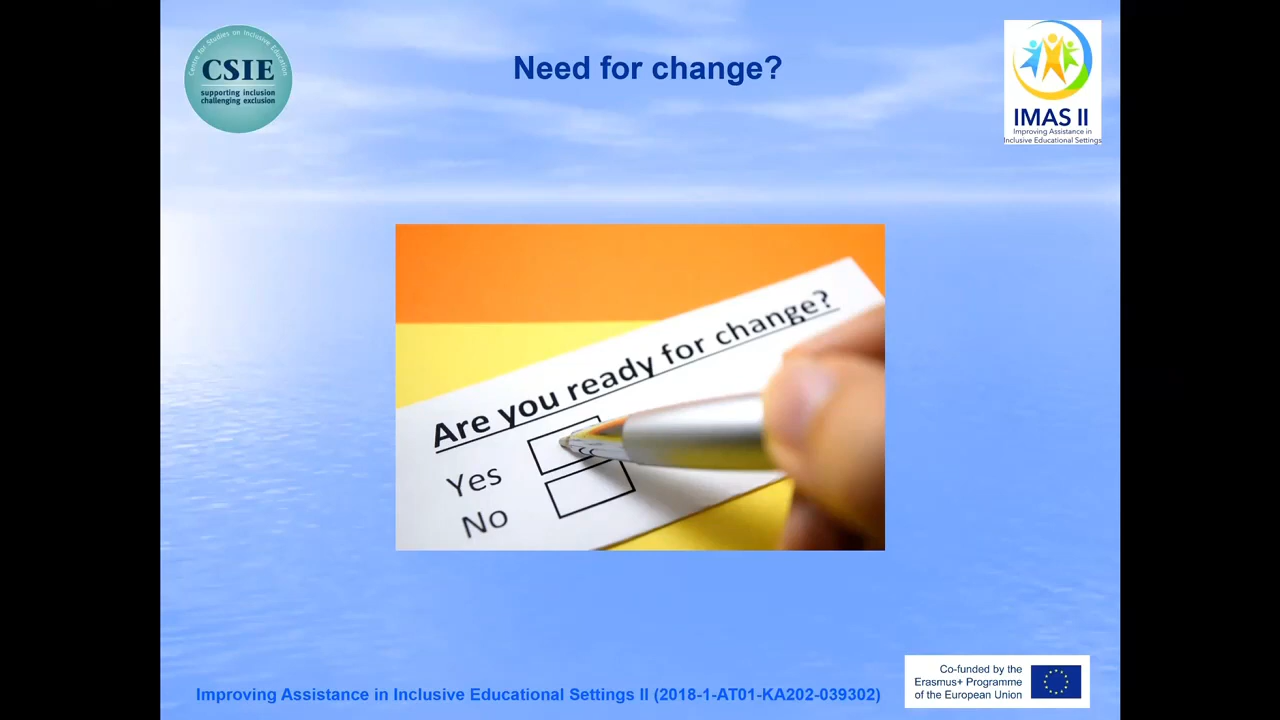 Centre for Studies on Inclusive Education
CSIE
supporting inclusion
challenging exclusion
Need for change?
IMAS II
Improving Assistance in
Inclusive Educational Settings
Are you ready for change?
Yes
No
Co-funded by the
Erasmus+ Programme
of the European Union
Improving Assistance in Inclusive Educational Settings II (2018-1-AT01-KA202-039302)